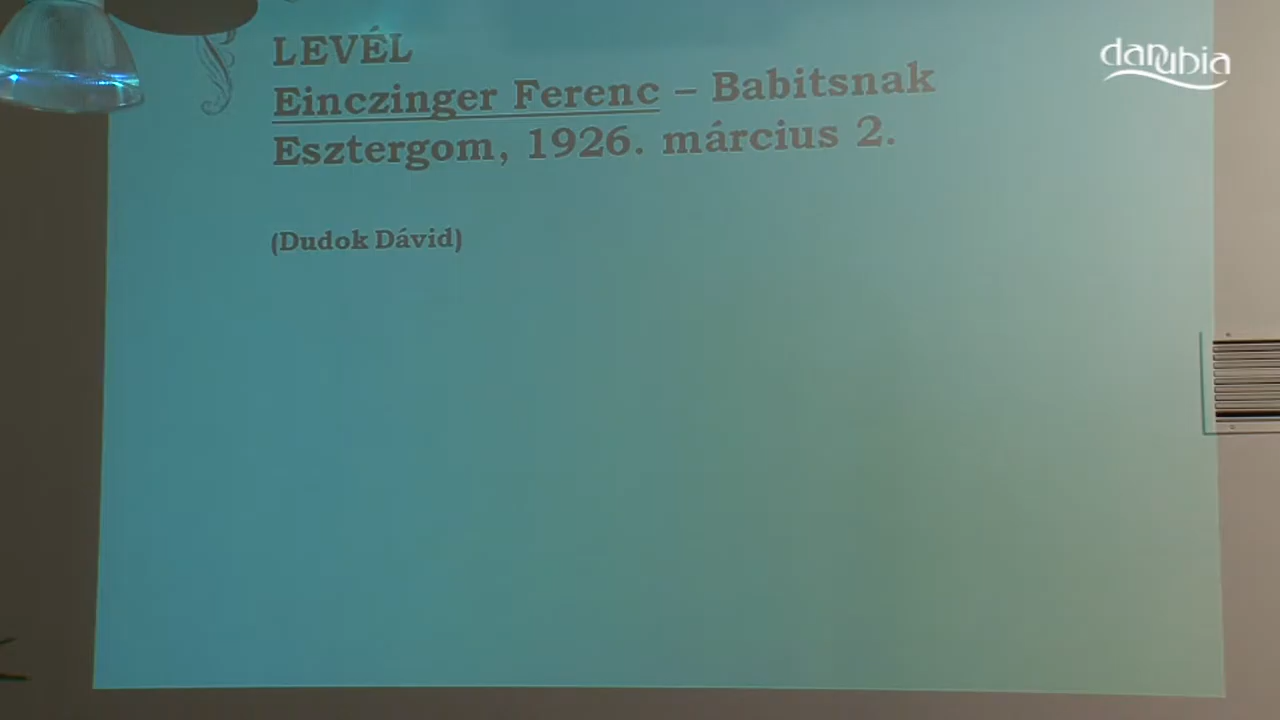 LEVÉL
Einczinger Ferenc – Babitsnak
Esztergom, 1926. március 2.
(Dudok Dávid)
danubia